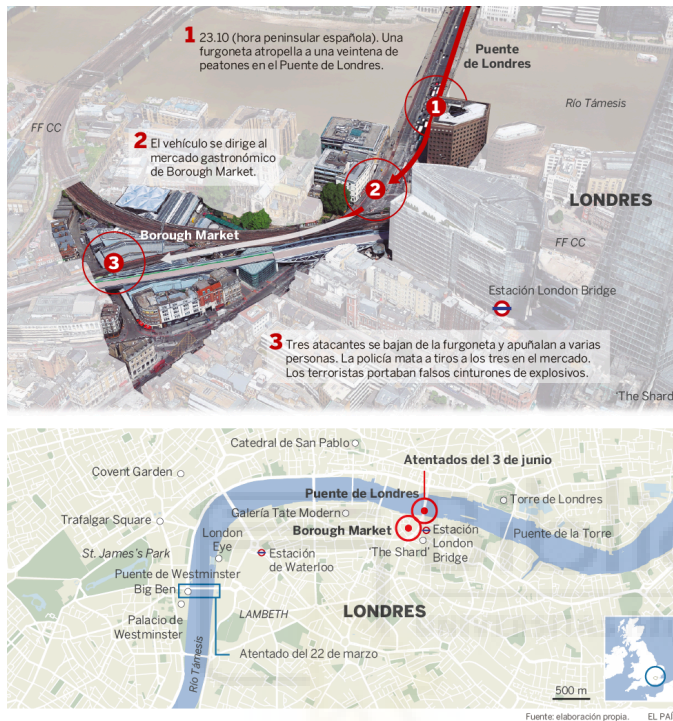 1 23.10 (hora peninsular española). Una
furgoneta atropella a una veintena de
peatones en el Puente de Londres.
Puente
de Londres
1
Río Támesis
FF CC
2 El vehículo se dirige al
mercado gastronómico
de Borough Market.
2
LONDRES
Borough Market
FF CC
3
Estación London Bridge
3 Tres atacantes se bajan de la furgoneta y apuñalan a varias
personas. La policía mata a tiros a los tres en el mercado.
Los terroristas portaban falsos cinturones de explosivos.
'The Shard'
Catedral de San Pablo
Atentados del 3 de junio
Covent Garden
Puente de Londres
Torre de Londres
Galería Tate Modern
Trafalgar Square
Borough Market
Estación
London
Bridge
Puente de la Torre
London
Eye
'The Shard'
St. James's Park
Estación
de Waterloo
Puente de Westminster
Big Ben
LAMBETH
LONDRES
Palacio de
Westminster
Atentado del 22 de marzo
Río Támesis
500 m
Fuente: elaboración propia.
EL PAÍ